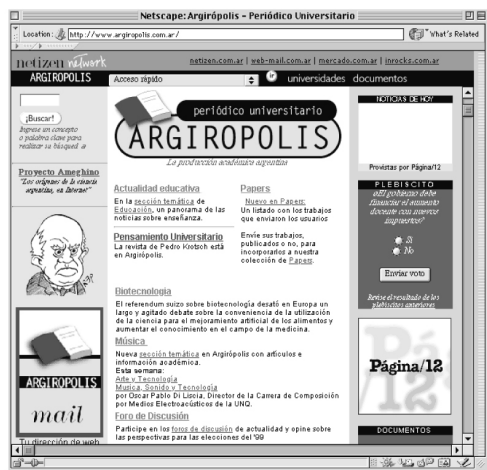 Netscape: Argirópolis – Periódico Universitario
Location: http://www.argiropolis.com.ar/
What's Related
netizen network
netizen.com.ar | web-mail.com.ar | mercado.com.ar | inrocks.com.ar
ARGIROPOLIS
Acceso rápido
ir
universidades documentos
¡Buscar!
Ingrese un concepto
o palabra clave para
realizar su búsqued a
Proyecto Ameghino
"Los orígenes de la ciencia
argentina, en Internet"
ARGIROPOLIS
mail
Tu dirección de web
periódico universitario
ARGIROPOLIS
La producción académica argentina
Actualidad educativa
En la sección temática de
Educación, un panorama de las
noticias sobre enseñanza.
Pensamiento Universitario
La revista de Pedro Krotsch está
en Argirópolis.
Papers
Nuevo en Papers:
Un listado con los trabajos
que enviaron los usuarios
Envíe sus trabajos,
publicados o no, para
incorporarlos a nuestra
colección de Papers.
Biotecnología
El referendum suizo sobre biotecnología desató en Europa un
largo y agitado debate sobre la conveniencia de la utilización
de la ciencia para el mejoramiento artificial de los alimentos y
aumentar el conocimiento en el campo de la medicina.
Música
Nueva sección temática en Argirópolis con artículos e
información académica.
Esta semana:
Arte y Tecnología
Musica, Sonido y Tecnología
por Oscar Pablo Di Liscia, Director de la Carrera de Composición
por Medios Electroacústicos de la UNQ.
Foro de Discusión
Participe en los foros de discusión de actualidad y opine sobre
las perspectivas para las elecciones del '99
NOTICIAS DE HOY
Provistas por Página/12
PLEBISCITO
¿El gobierno debe
financiar el aumento
docente con nuevos
impuestos?
Si
No
Enviar voto
Revise el resultado de los
plebiscitos anteriores
Pá
12
Página/12
DOCUMENTOS